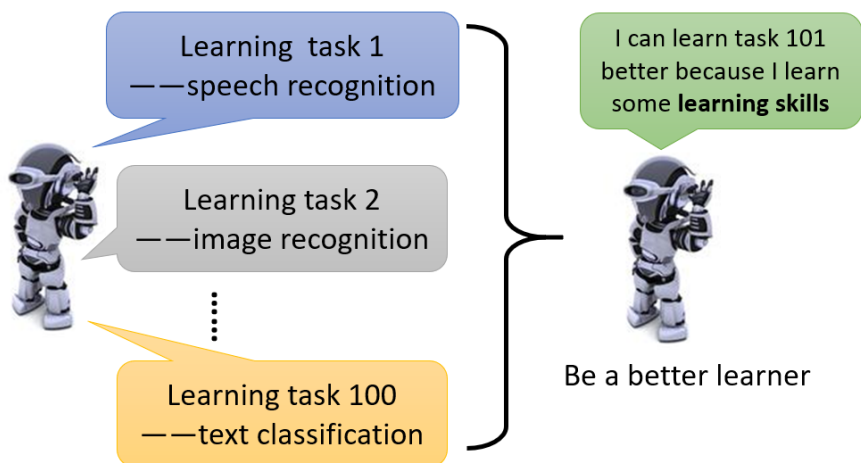 Learning task 1
——speech recognition
Learning task 2
——image recognition
Learning task 100
——text classification
I can learn task 101
better because I learn
some learning skills
Be a better learner